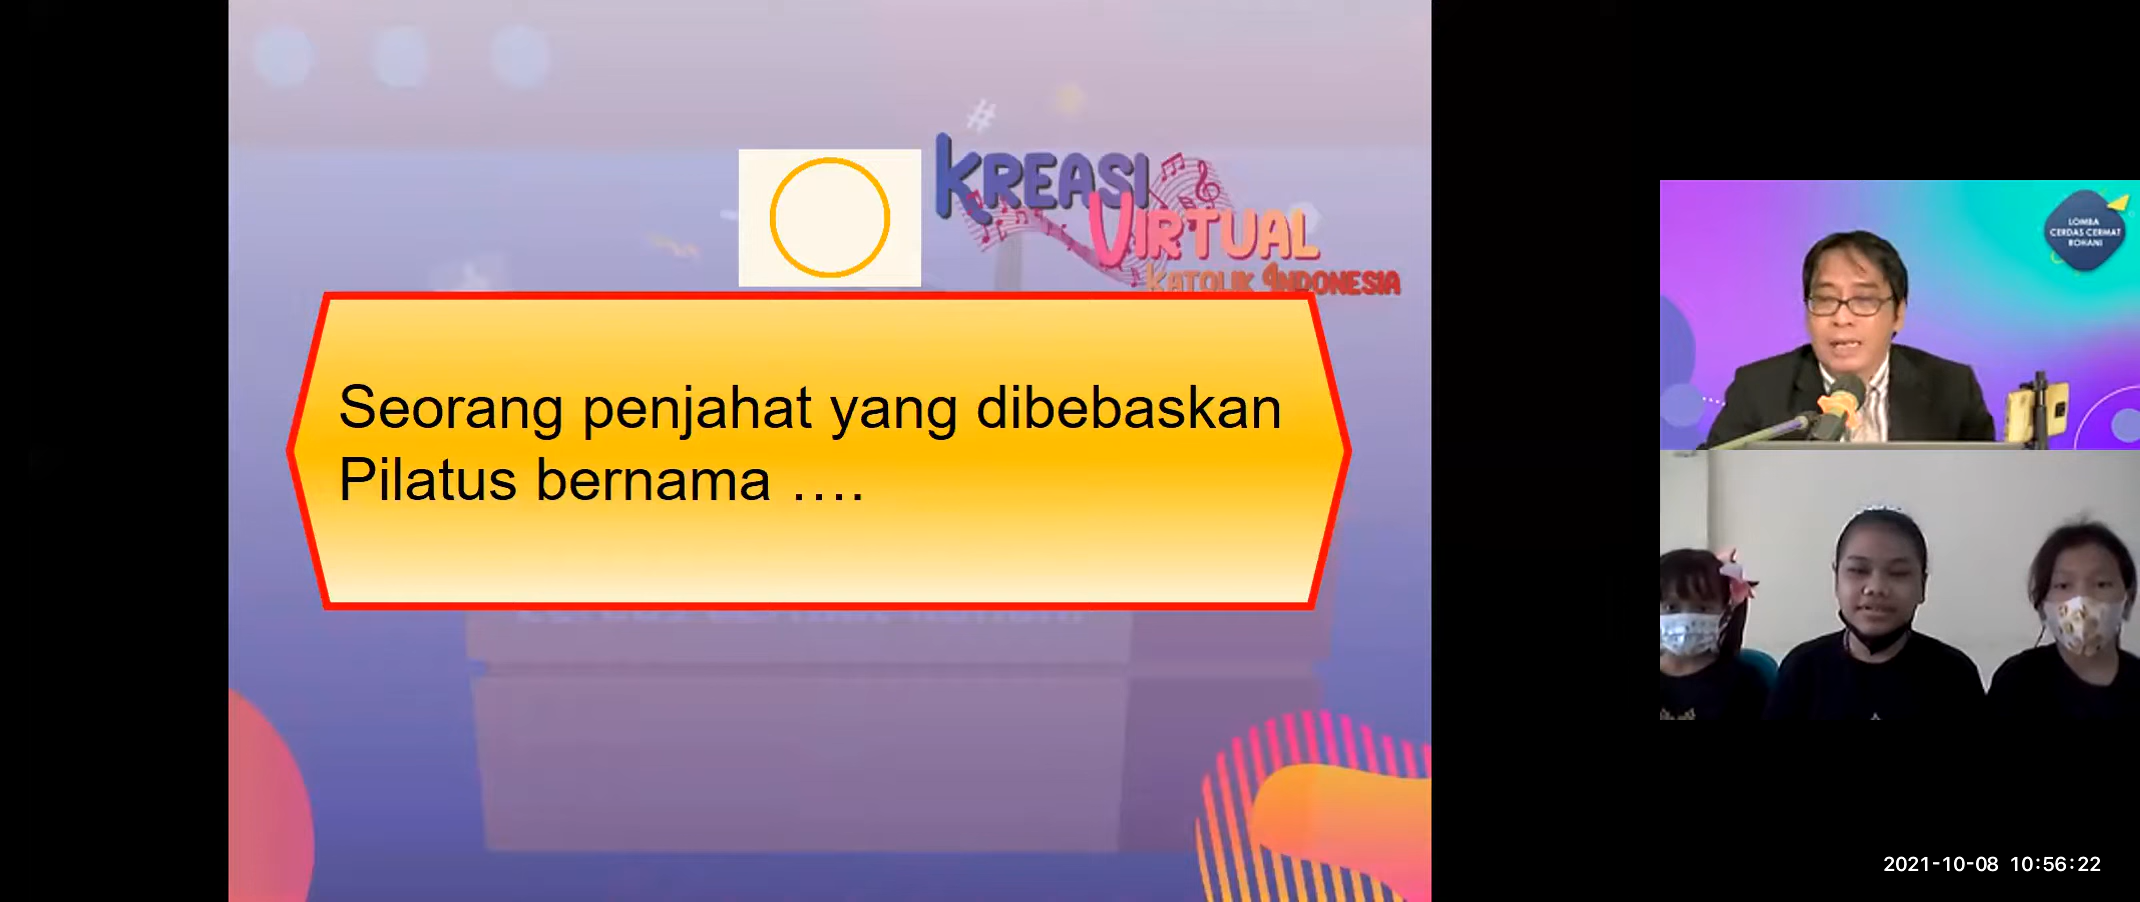 #
KREASI
VIRTUAL
KATOLIK INDONESIA
Seorang penjahat yang dibebaskan
Pilatus bernama ....
LOMBA
CERDAS CERMAT
ROHANI
2021-10-08 10:56:22